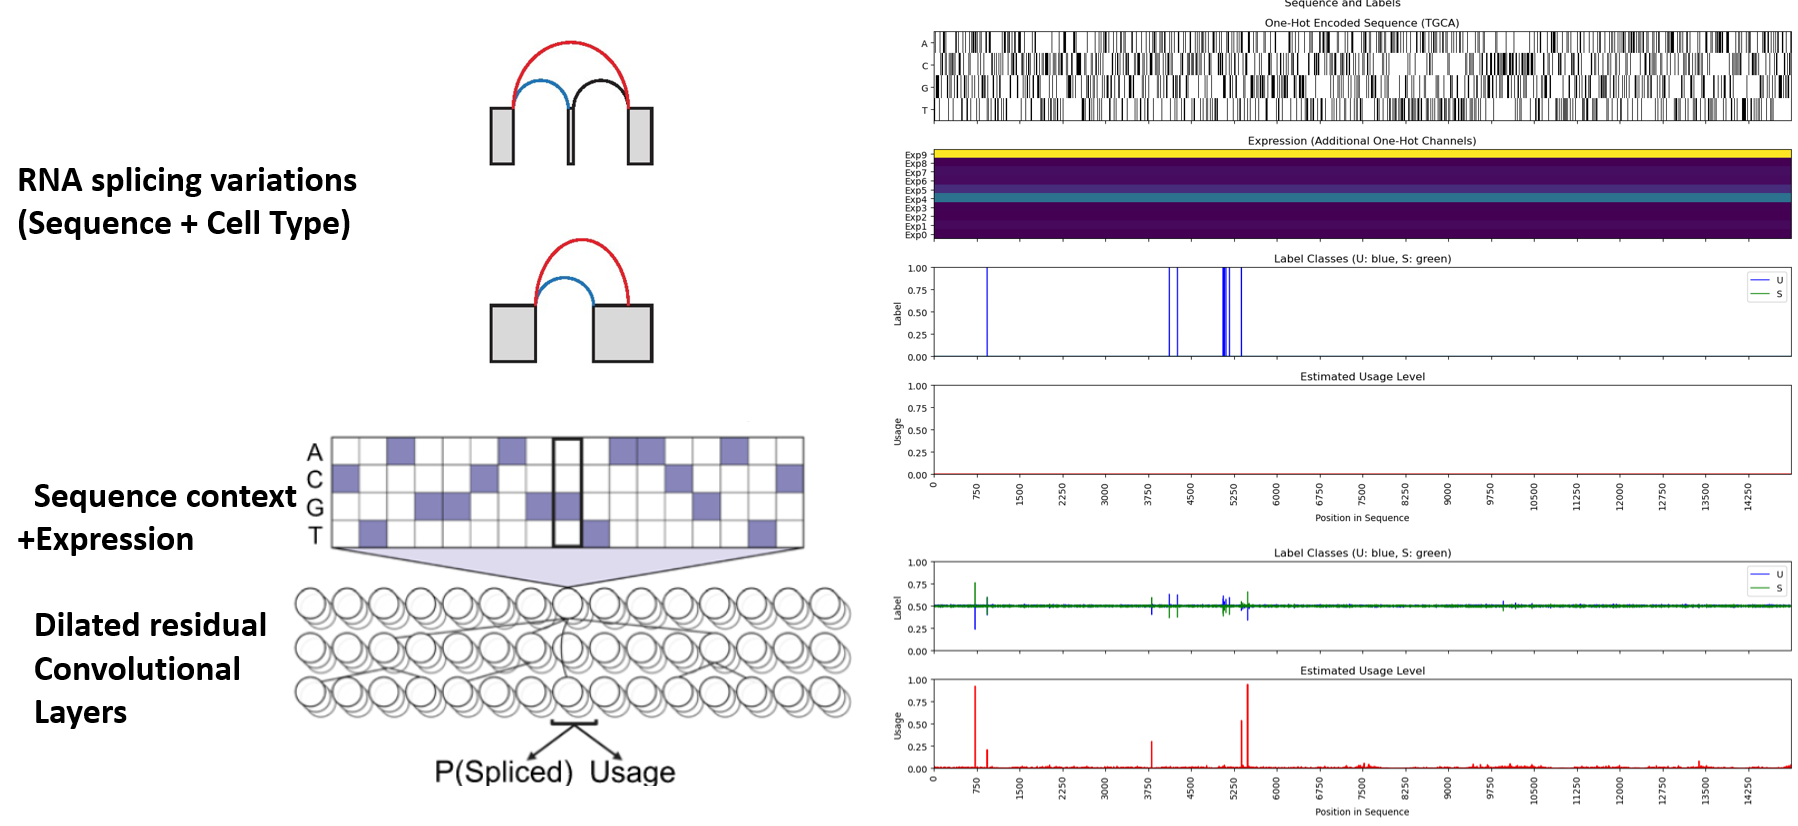 RNA splicing variations
(Sequence + Cell Type)
A
C
G
T
Sequence context
+Expression
Dilated residual
Convolutional
Layers
P(Spliced) Usage
Sequence and Labels
One-Hot Encoded Sequence (TGCA)
A
C
G
T
Expression (Additional One-Hot Channels)
Exp9
Exp8
Exp7
Exp6
Exp5
Exp4
Exp3
Exp2
Exp1
Exp0
Label Classes (U: blue, S: green)
1.00
0.75
0.50
0.25
0.00
Label
U
S
Estimated Usage Level
1.00
0.75
0.50
0.25
0.00
Usage
0 750 1500 2250 3000 3750 4500 5250 6000 6750 7500 8250 9000 9750 10500 11250 12000 12750 13500 14250
Position in Sequence
Label Classes (U: blue, S: green)
1.00
0.75
0.50
0.25
0.00
Label
U
S
Estimated Usage Level
1.00
0.75
0.50
0.25
0.00
Usage
0 750 1500 2250 3000 3750 4500 5250 6000 6750 7500 8250 9000 9750 10500 11250 12000 12750 13500 14250
Position in Sequence